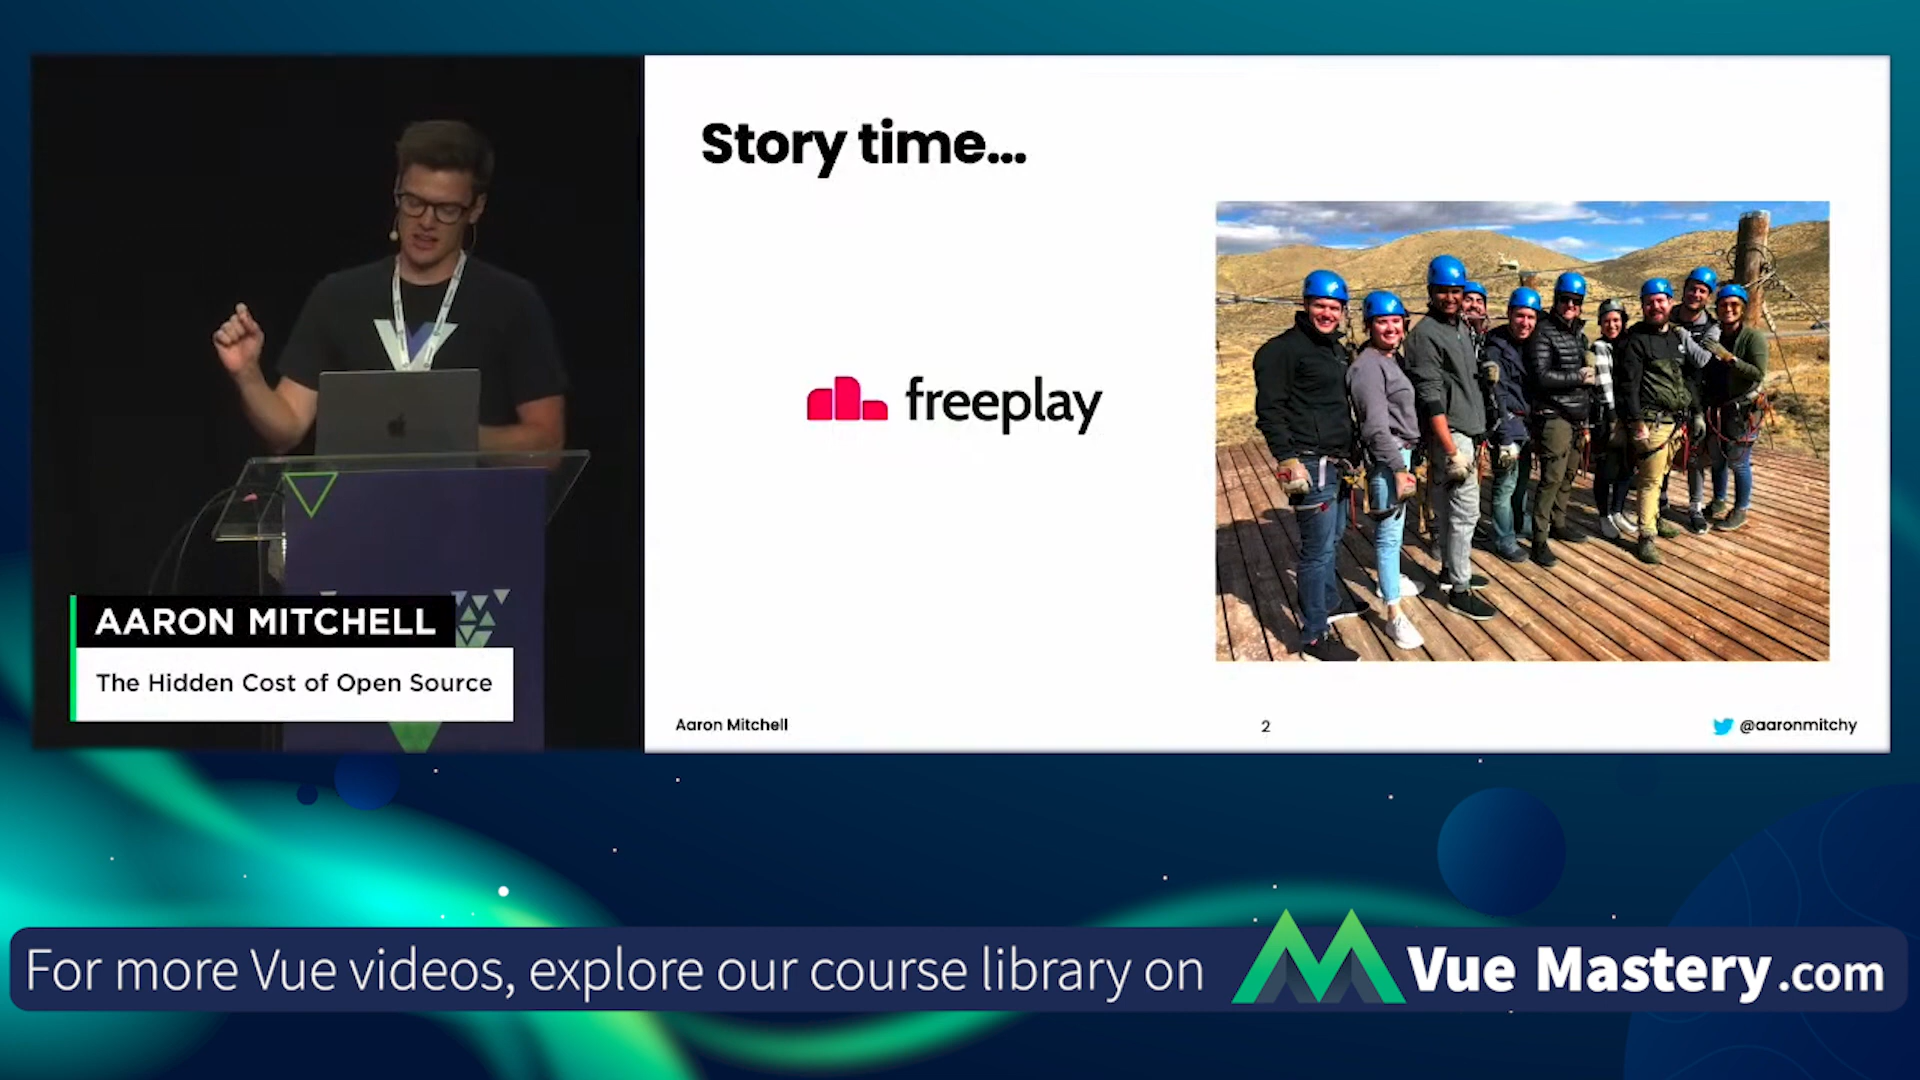 Story time...
freeplay
AARON MITCHELL
The Hidden Cost of Open Source
Aaron Mitchell
2
@aaronmitchy
For more Vue videos, explore our course library on Vue Mastery.com